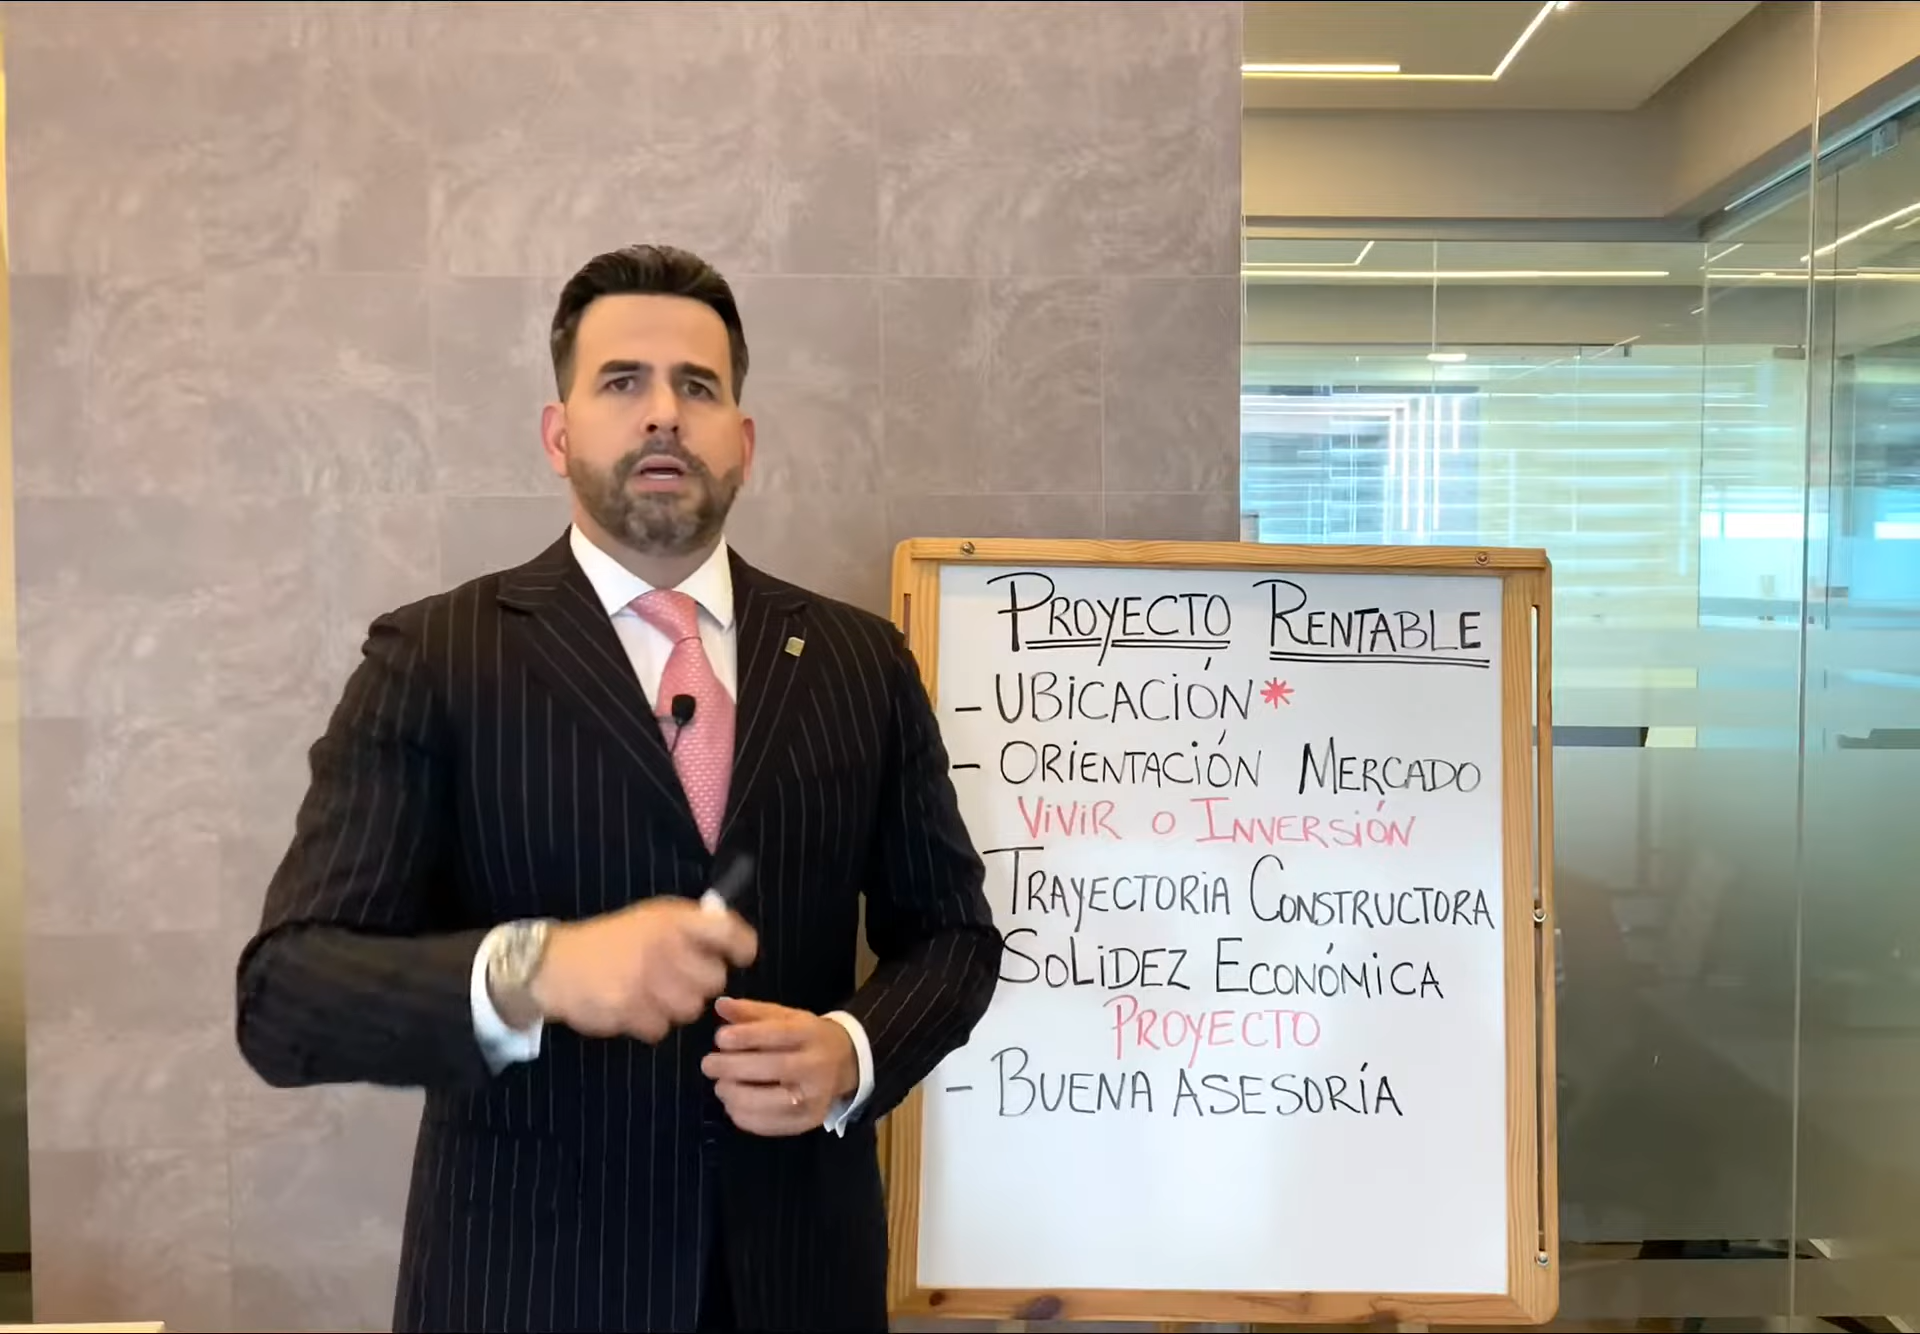 PROYECTO RENTABLE
- UBICACIÓN*
- ORIENTACIÓN MERCADO
VIVIR O INVERSIÓN
TRAYECTORIA CONSTRUCTORA
SOLIDEZ ECONÓMICA
PROYECTO
- BUENA ASESORÍA